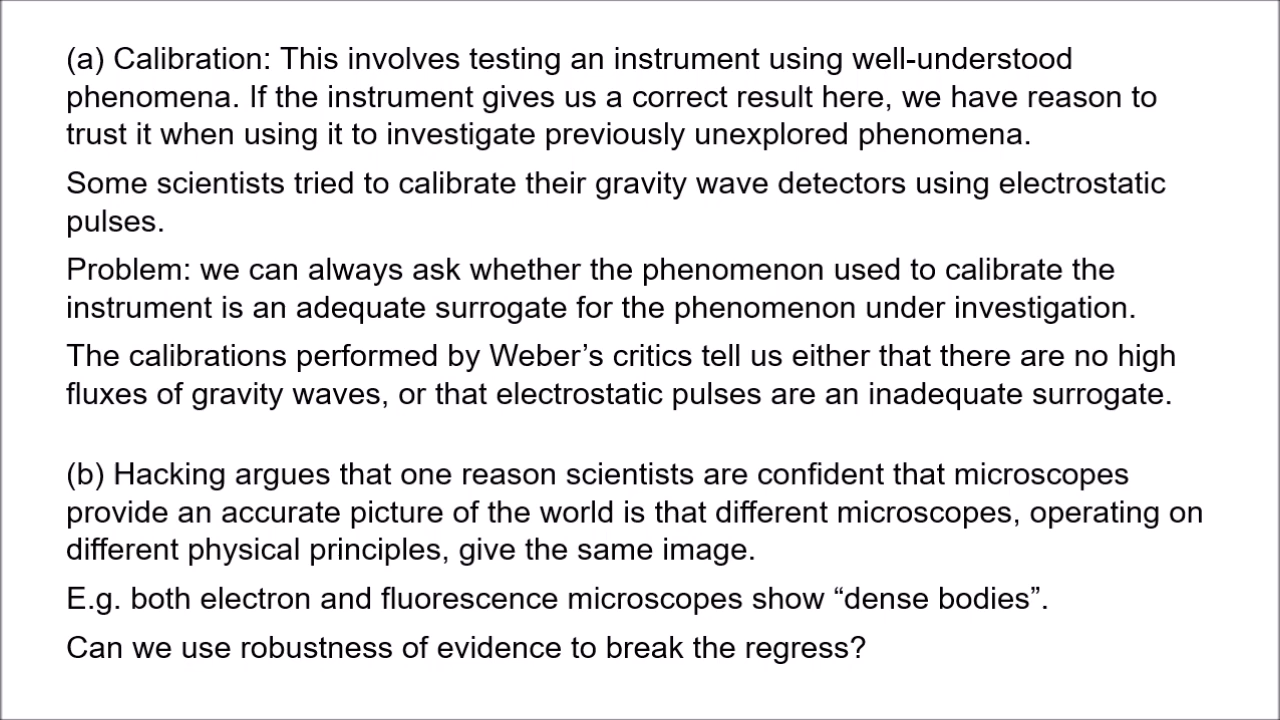 (a) Calibration: This involves testing an instrument using well-understood
phenomena. If the instrument gives us a correct result here, we have reason to
trust it when using it to investigate previously unexplored phenomena.
Some scientists tried to calibrate their gravity wave detectors using electrostatic
pulses.
Problem: we can always ask whether the phenomenon used to calibrate the
instrument is an adequate surrogate for the phenomenon under investigation.
The calibrations performed by Weber’s critics tell us either that there are no high
fluxes of gravity waves, or that electrostatic pulses are an inadequate surrogate.
(b) Hacking argues that one reason scientists are confident that microscopes
provide an accurate picture of the world is that different microscopes, operating on
different physical principles, give the same image.
E.g. both electron and fluorescence microscopes show “dense bodies”.
Can we use robustness of evidence to break the regress?